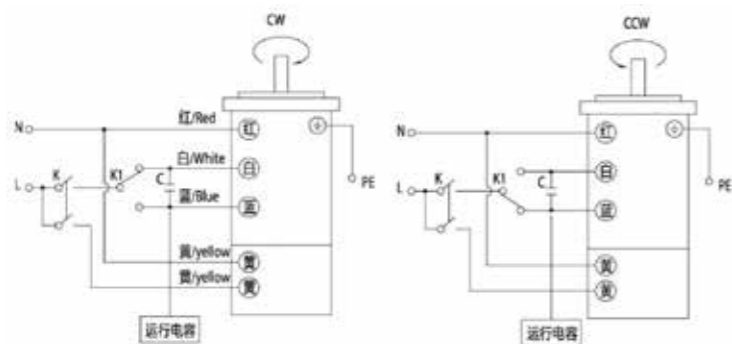 CW
N
红/Red
红
L
K
K1
白/White
C
白
蓝/Blue
蓝
PE
黄/yellow
黄
黄/yellow
黄
运行电容
CCW
N
红
L
K
K1
白
C
蓝
PE
黄
黄
运行电容